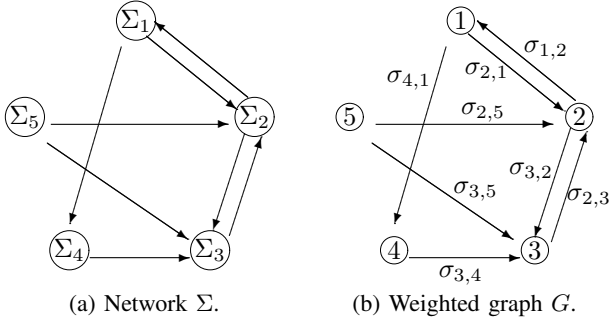 Σ₁
Σ₂
Σ₅
Σ₄
Σ₃
(a) Network Σ.
1
σ₁,₂
σ₂,₁
σ₄,₁
σ₂,₅
5
2
σ₃,₂
σ₂,₃
σ₃,₅
4
3
σ₃,₄
(b) Weighted graph G.